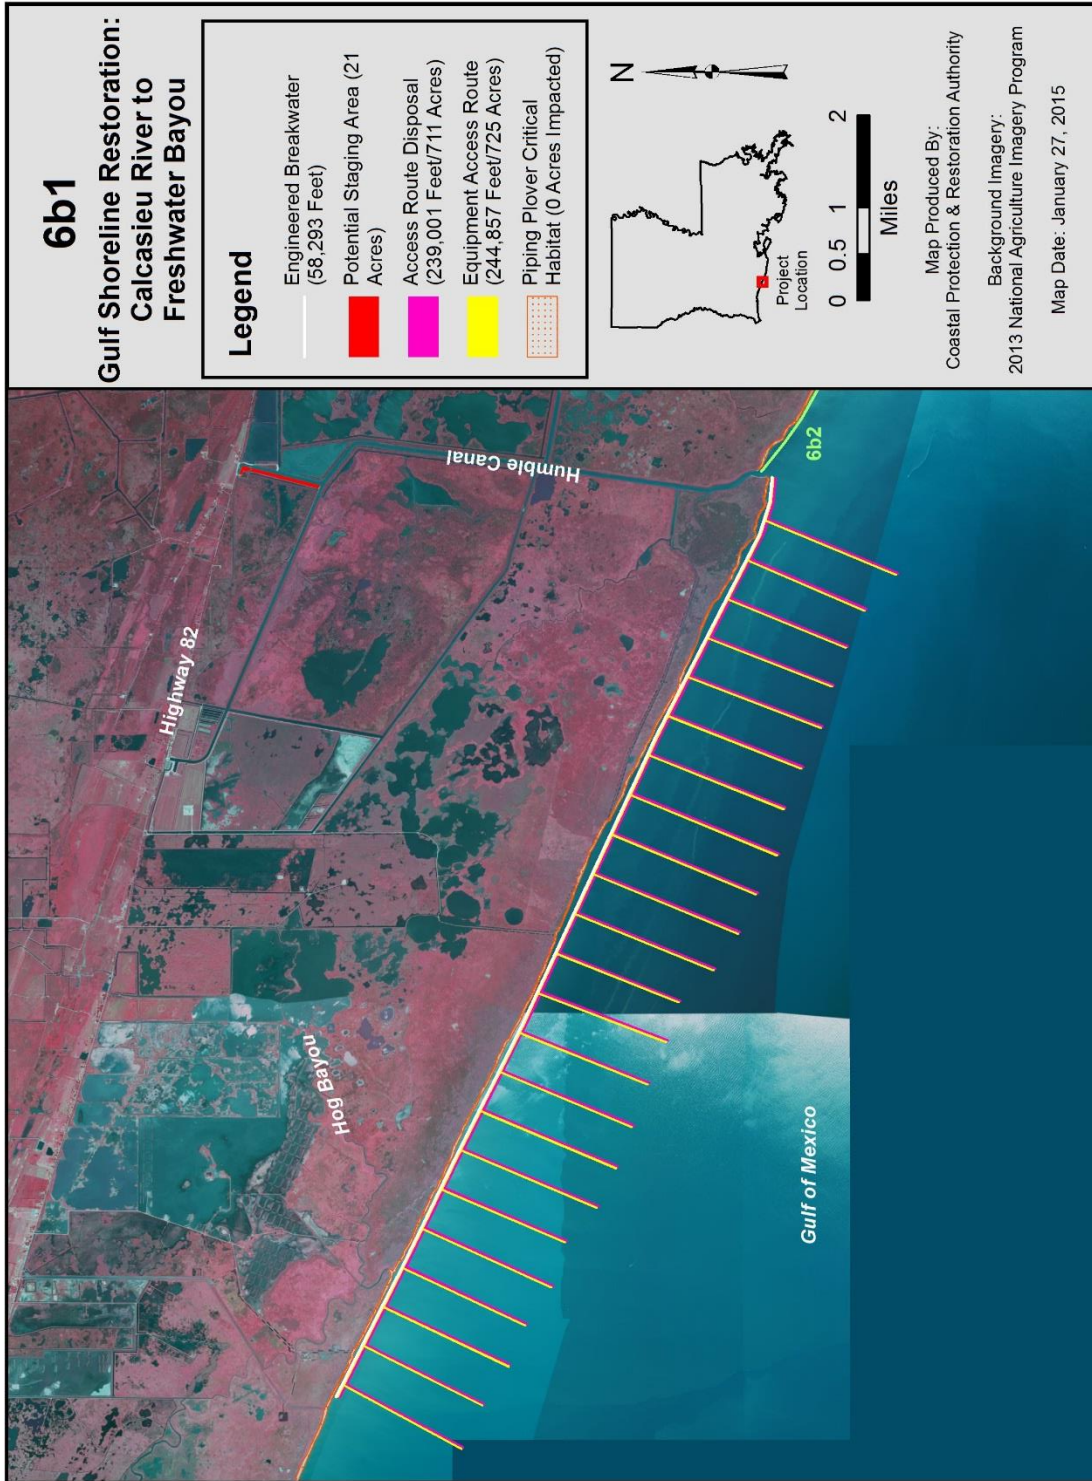 6b1
Gulf Shoreline Restoration:
Calcasieu River to
Freshwater Bayou
Legend
Engineered Breakwater
(58,293 Feet)
Potential Staging Area (21
Acres)
Access Route Disposal
(239,001 Feet/711 Acres)
Equipment Access Route
(244,857 Feet/725 Acres)
Piping Plover Critical
Habitat (0 Acres Impacted)
N
Project
Location
0 0.5 1 2
Miles
Map Produced By:
Coastal Protection & Restoration Authority
Background Imagery:
2013 National Agriculture Imagery Program
Map Date: January 27, 2015
Highway 82
Humble Canal
Hog Bayou
6b2
Gulf of Mexico